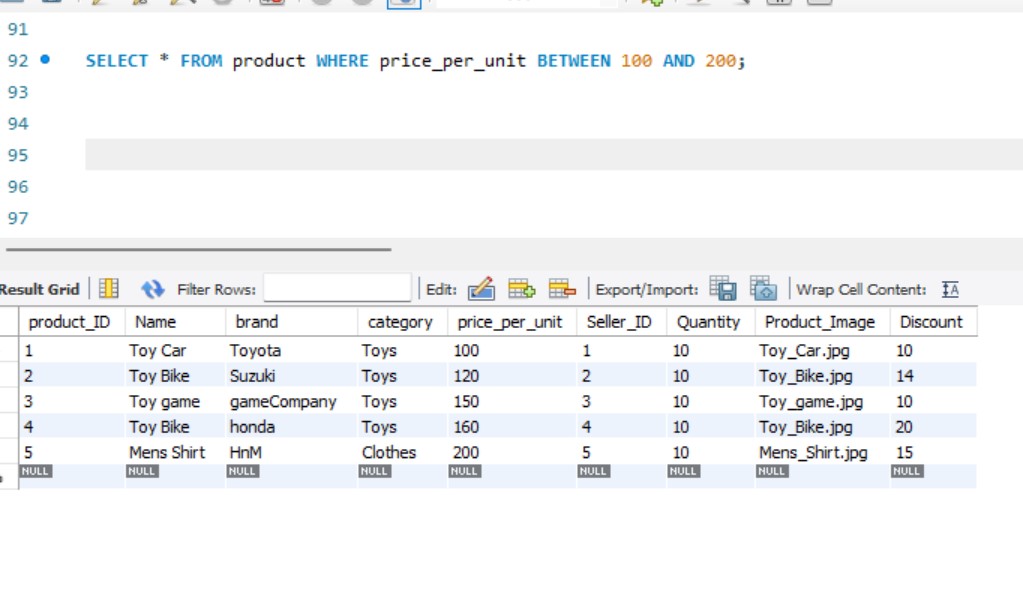 91
92 SELECT * FROM product WHERE price_per_unit BETWEEN 100 AND 200;
93
94
95
96
97
Result Grid Filter Rows: Edit: Export/Import: Wrap Cell Content: IA
product_ID Name brand category price_per_unit Seller_ID Quantity Product_Image Discount
1 Toy Car Toyota Toys 100 1 10 Toy_Car.jpg 10
2 Toy Bike Suzuki Toys 120 2 10 Toy_Bike.jpg 14
3 Toy game gameCompany Toys 150 3 10 Toy_game.jpg 10
4 Toy Bike honda Toys 160 4 10 Toy_Bike.jpg 20
5 Mens Shirt HnM Clothes 200 5 10 Mens_Shirt.jpg 15
NULL NULL NULL NULL NULL NULL NULL NULL NULL